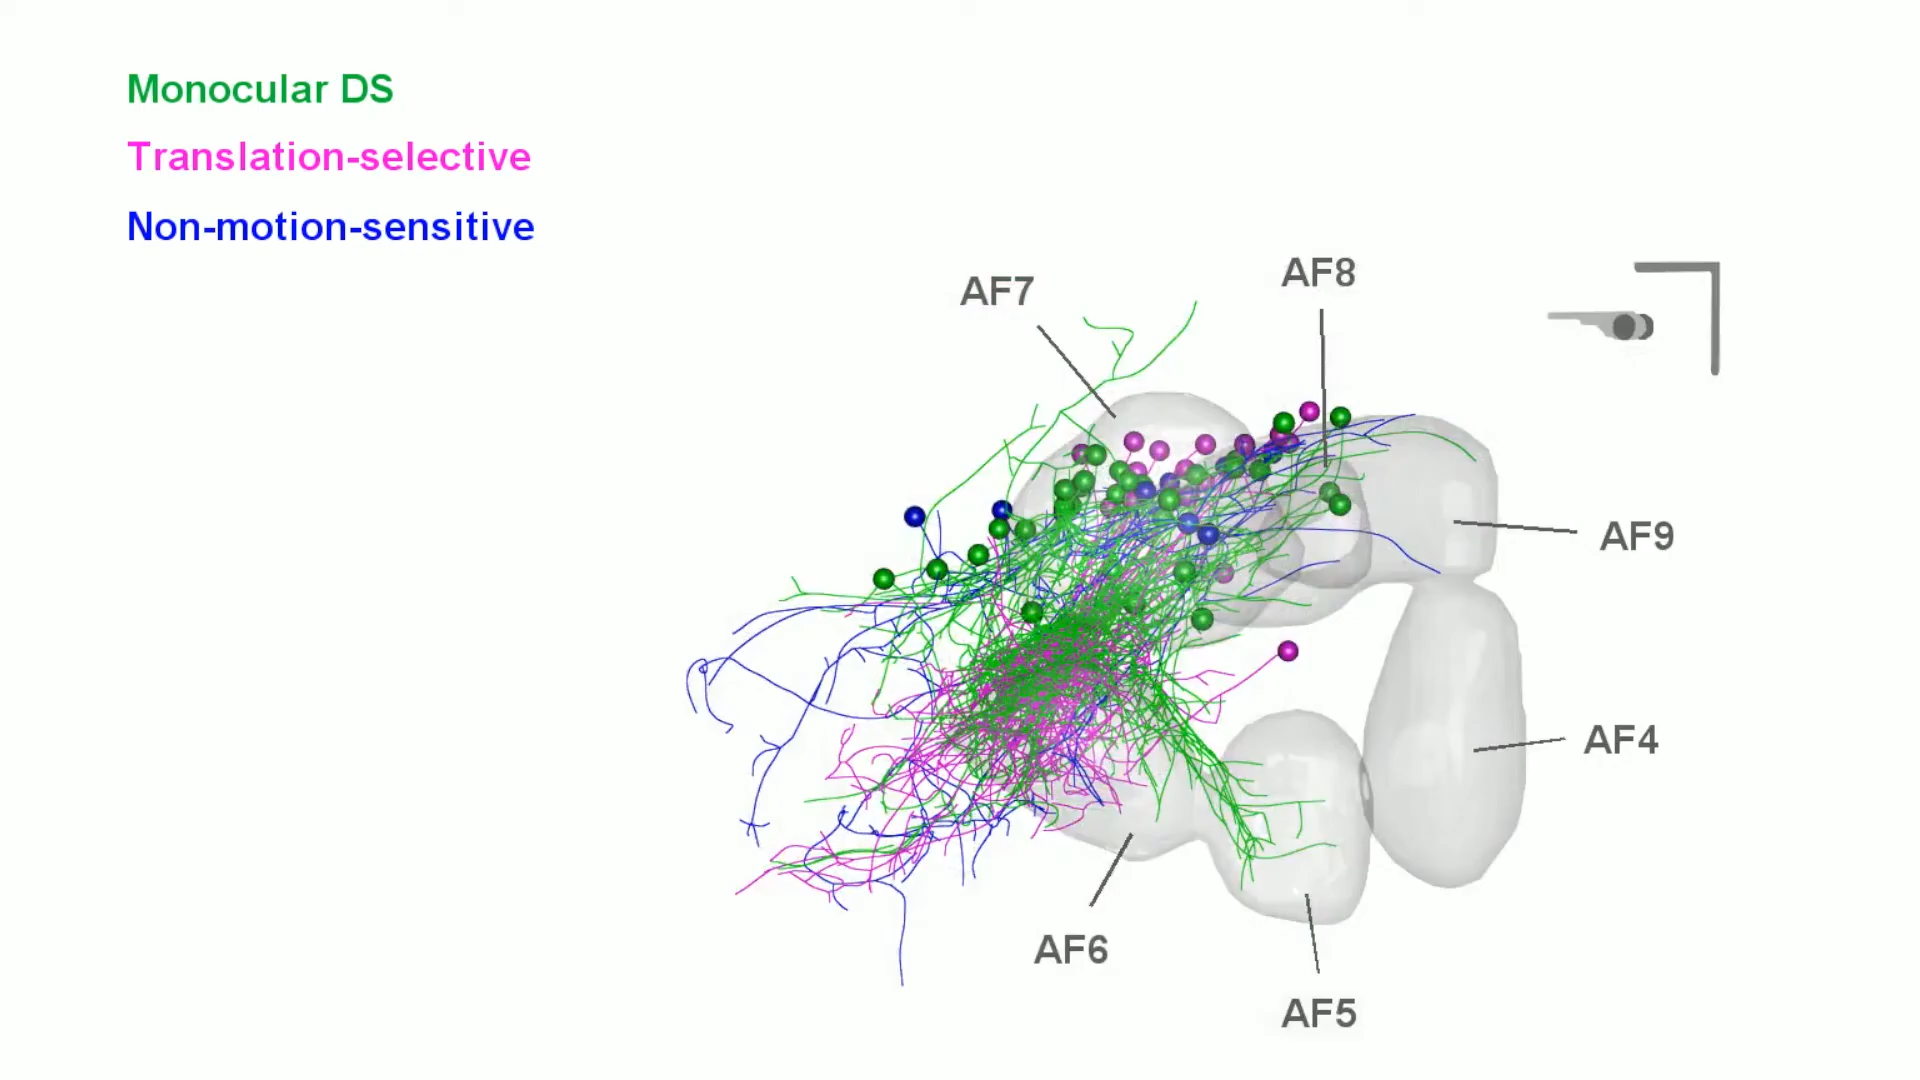 Monocular DS
Translation-selective
Non-motion-sensitive
AF7
AF8
AF9
AF4
AF6
AF5